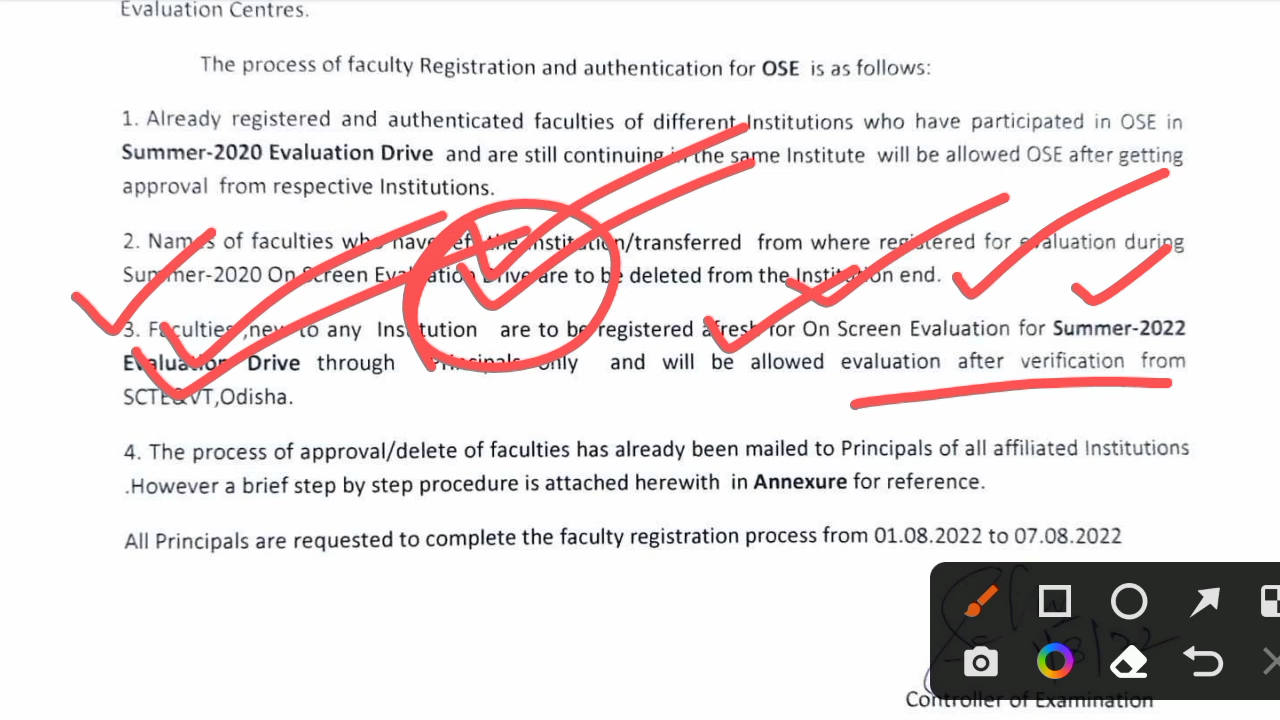 Evaluation Centres.
The process of faculty Registration and authentication for OSE is as follows:
1. Already registered and authenticated faculties of different Institutions who have participated in OSE in
Summer-2020 Evaluation Drive and are still continuing in the same Institute will be allowed OSE after getting
approval from respective Institutions.
2. Names of faculties who have left the Institution/transferred from where registered for evaluation during
Summer-2020 On Screen Evaluation Drive are to be deleted from the Institution end.
3. Faculties ,new to any Institution are to be registered afresh for On Screen Evaluation for Summer-2022
Evaluation Drive through Principals only and will be allowed evaluation after verification from
SCTE&VT,Odisha.
4. The process of approval/delete of faculties has already been mailed to Principals of all affiliated Institutions
.However a brief step by step procedure is attached herewith in Annexure for reference.
All Principals are requested to complete the faculty registration process from 01.08.2022 to 07.08.2022
Controller of Examination